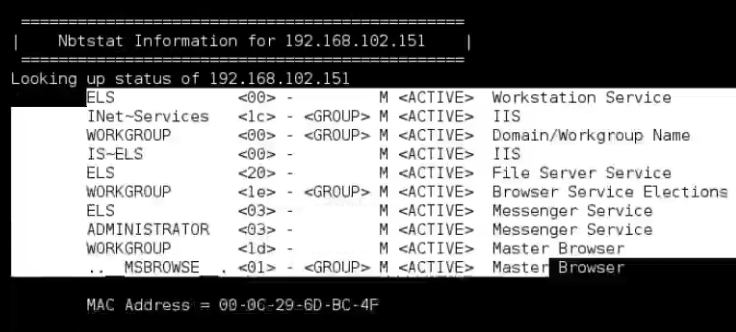 =================================================
|    Nbtstat Information for 192.168.102.151    |
=================================================
Looking up status of 192.168.102.151
ELS <00> - M <ACTIVE> Workstation Service
INet~Services <1c> - <GROUP> M <ACTIVE> IIS
WORKGROUP <00> - <GROUP> M <ACTIVE> Domain/Workgroup Name
IS~ELS <00> - M <ACTIVE> IIS
ELS <20> - M <ACTIVE> File Server Service
WORKGROUP <1e> - <GROUP> M <ACTIVE> Browser Service Elections
ELS <03> - M <ACTIVE> Messenger Service
ADMINISTRATOR <03> - M <ACTIVE> Messenger Service
WORKGROUP <1d> - M <ACTIVE> Master Browser
..__MSBROWSE__. <01> - <GROUP> M <ACTIVE> Master Browser
MAC Address = 00-0C-29-6D-BC-4F